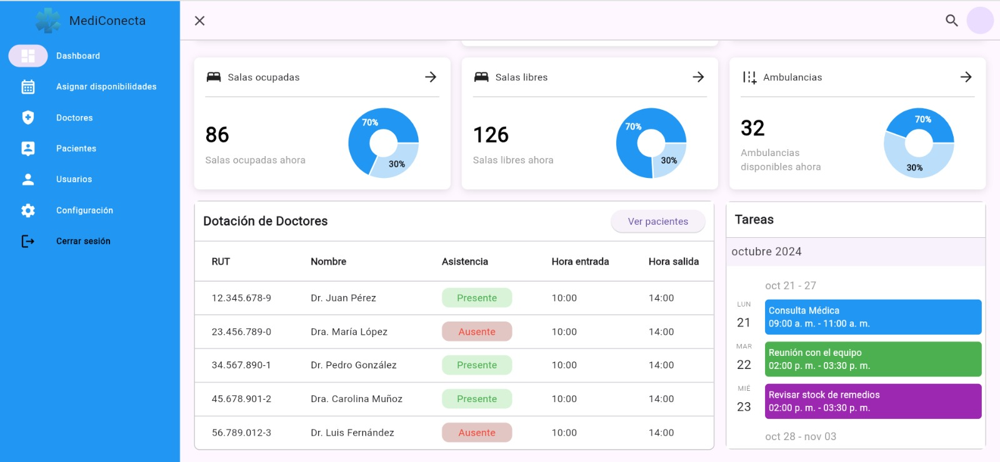 MediConecta
Dashboard
Asignar disponibilidades
Doctores
Pacientes
Usuarios
Configuración
Cerrar sesión
Salas ocupadas
86
Salas ocupadas ahora
70%
30%
Salas libres
126
Salas libres ahora
70%
30%
Ambulancias
32
Ambulancias
disponibles ahora
70%
30%
Dotación de Doctores
Ver pacientes
RUT Nombre Asistencia Hora entrada Hora salida
12.345.678-9 Dr. Juan Pérez Presente 10:00 14:00
23.456.789-0 Dra. María López Ausente 10:00 14:00
34.567.890-1 Dr. Pedro González Presente 10:00 14:00
45.678.901-2 Dra. Carolina Muñoz Presente 10:00 14:00
56.789.012-3 Dr. Luis Fernández Ausente 10:00 14:00
Tareas
octubre 2024
oct 21 - 27
LUN
21
Consulta Médica
09:00 a. m. - 11:00 a. m.
MAR
22
Reunión con el equipo
02:00 p. m. - 03:30 p. m.
MIÉ
23
Revisar stock de remedios
02:00 p. m. - 03:30 p. m.
oct 28 - nov 03